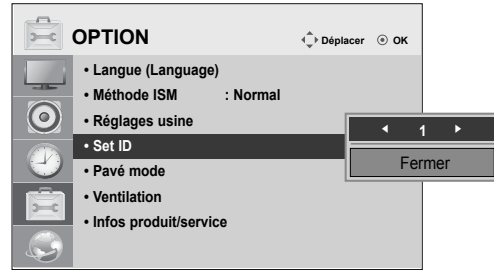 OPTION
Déplacer OK
• Langue (Language)
• Méthode ISM : Normal
• Réglages usine
• Set ID
◄ 1 ►
Fermer
• Pavé mode
• Ventilation
• Infos produit/service